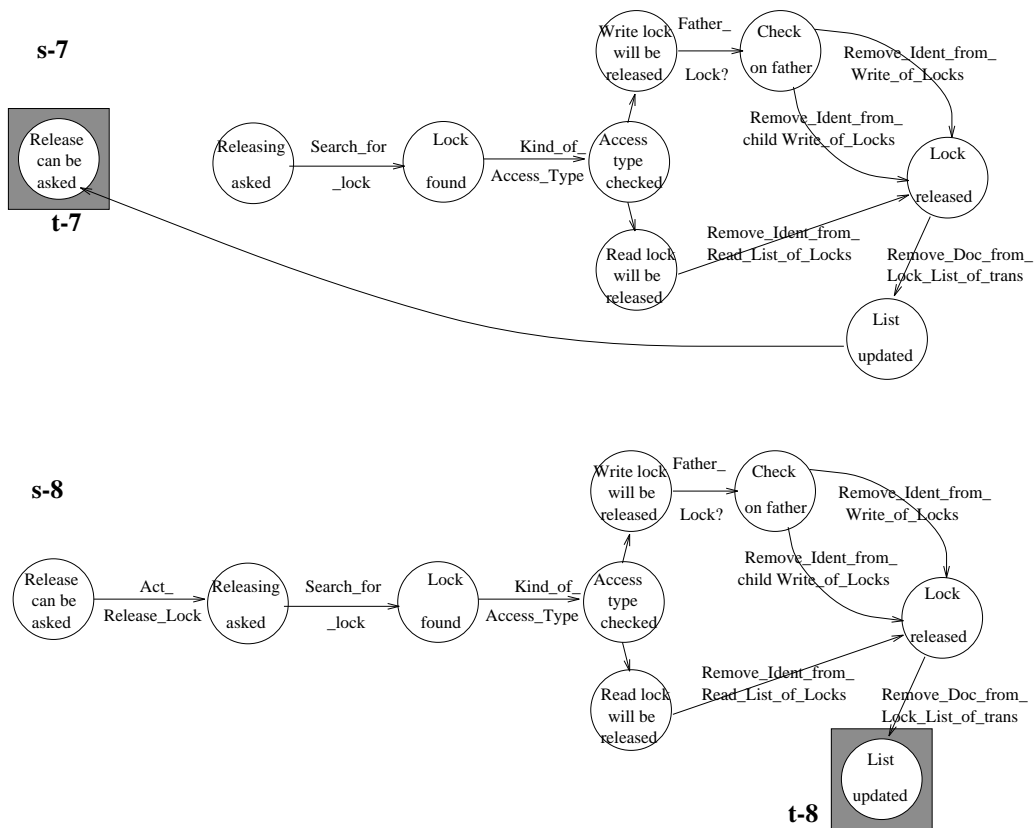 s-7
Release
can be
asked
t-7
Releasing
asked
Search_for
_lock
Lock
found
Kind_of_
Access_Type
Access
type
checked
Write lock
will be
released
Father_
Lock?
Check
on father
Remove_Ident_from_
Write_of_Locks
Remove_Ident_from_
child Write_of_Locks
Read lock
will be
released
Remove_Ident_from_
Read_List_of_Locks
Lock
released
Remove_Doc_from_
Lock_List_of_trans
List
updated
s-8
Release
can be
asked
Act_
Release_Lock
Releasing
asked
Search_for
_lock
Lock
found
Kind_of_
Access_Type
Access
type
checked
Write lock
will be
released
Father_
Lock?
Check
on father
Remove_Ident_from_
Write_of_Locks
Remove_Ident_from_
child Write_of_Locks
Read lock
will be
released
Remove_Ident_from_
Read_List_of_Locks
Lock
released
Remove_Doc_from_
Lock_List_of_trans
List
updated
t-8